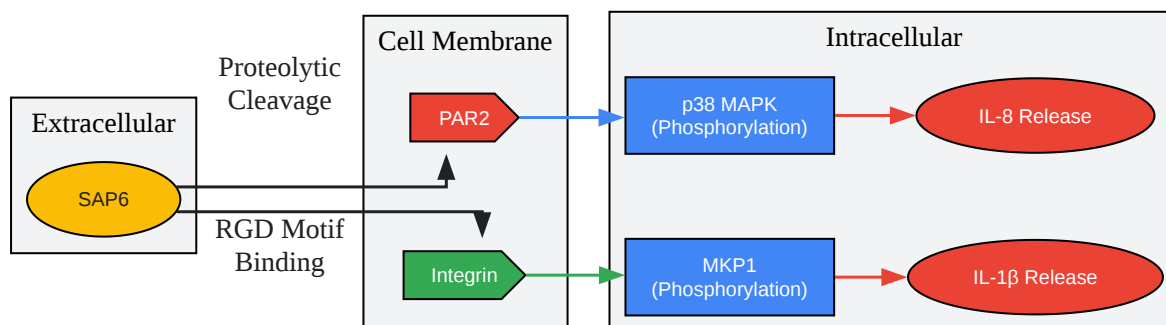 Extracellular
SAP6
Proteolytic
Cleavage
RGD Motif
Binding
Cell Membrane
PAR2
Integrin
Intracellular
p38 MAPK
(Phosphorylation)
IL-8 Release
MKP1
(Phosphorylation)
IL-1β Release